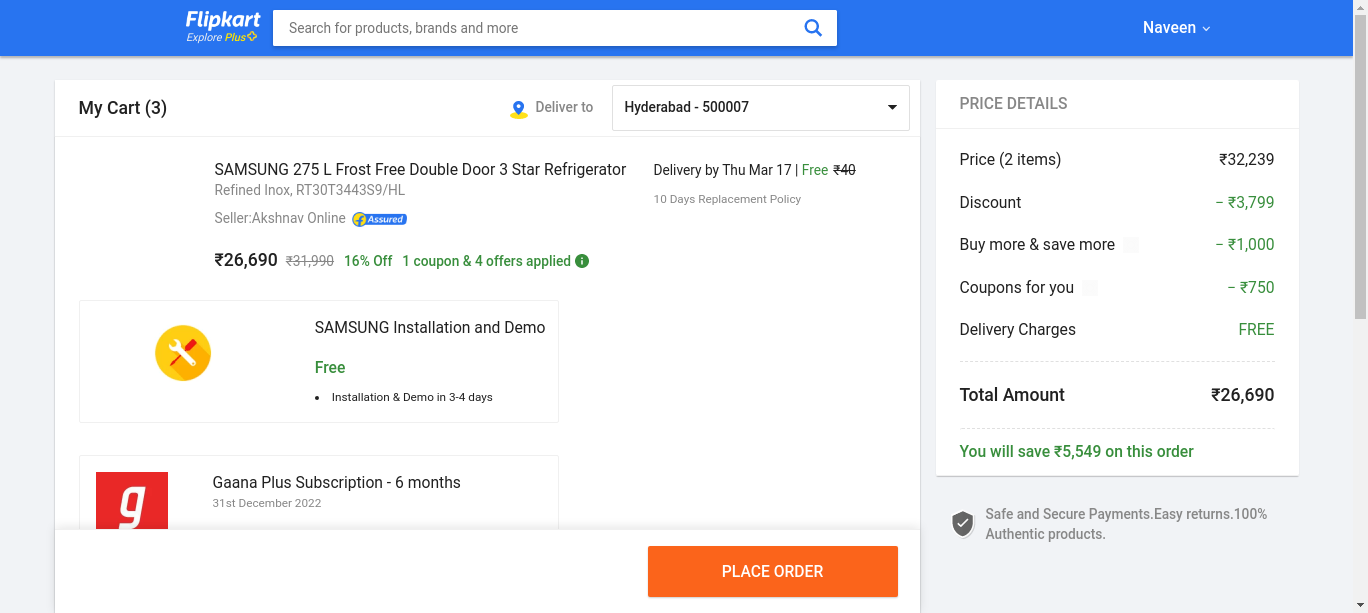 Flipkart
Explore Plus
Search for products, brands and more
Naveen
My Cart (3)
Deliver to
Hyderabad - 500007
SAMSUNG 275 L Frost Free Double Door 3 Star Refrigerator
Refined Inox, RT30T3443S9/HL
Seller:Akshnav Online
f Assured
₹26,690 ₹31,990 16% Off 1 coupon & 4 offers applied i
Delivery by Thu Mar 17 | Free ₹40
10 Days Replacement Policy
SAMSUNG Installation and Demo
Free
• Installation & Demo in 3-4 days
g
Gaana Plus Subscription - 6 months
31st December 2022
PLACE ORDER
PRICE DETAILS
Price (2 items) ₹32,239
Discount − ₹3,799
Buy more & save more − ₹1,000
Coupons for you − ₹750
Delivery Charges FREE
Total Amount ₹26,690
You will save ₹5,549 on this order
Safe and Secure Payments.Easy returns.100%
Authentic products.